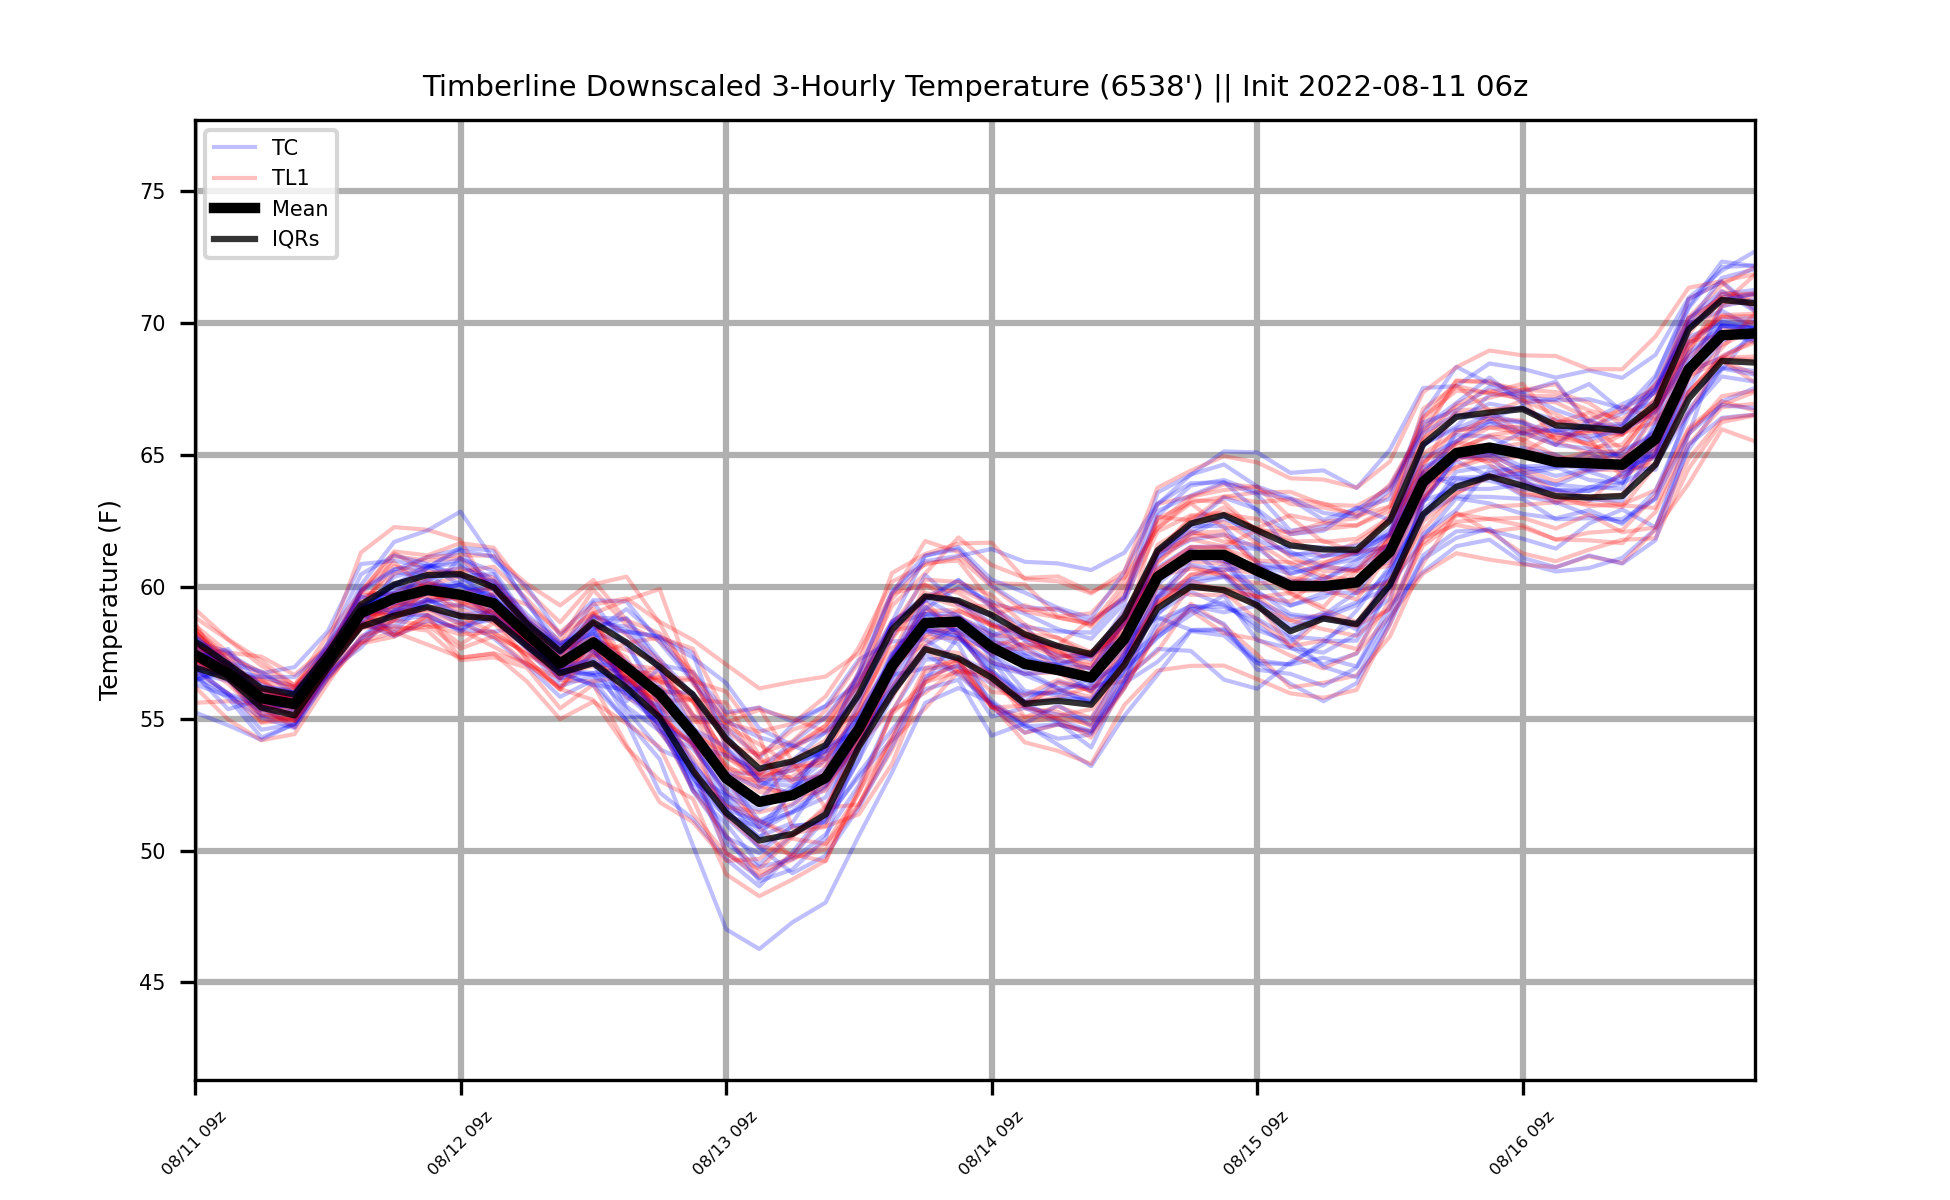 Timberline Downscaled 3-Hourly Temperature (6538') || Init 2022-08-11 06z
TC
TL1
Mean
IQRs
Temperature (F)
75
70
65
60
55
50
45
08/11 09z
08/12 09z
08/13 09z
08/14 09z
08/15 09z
08/16 09z